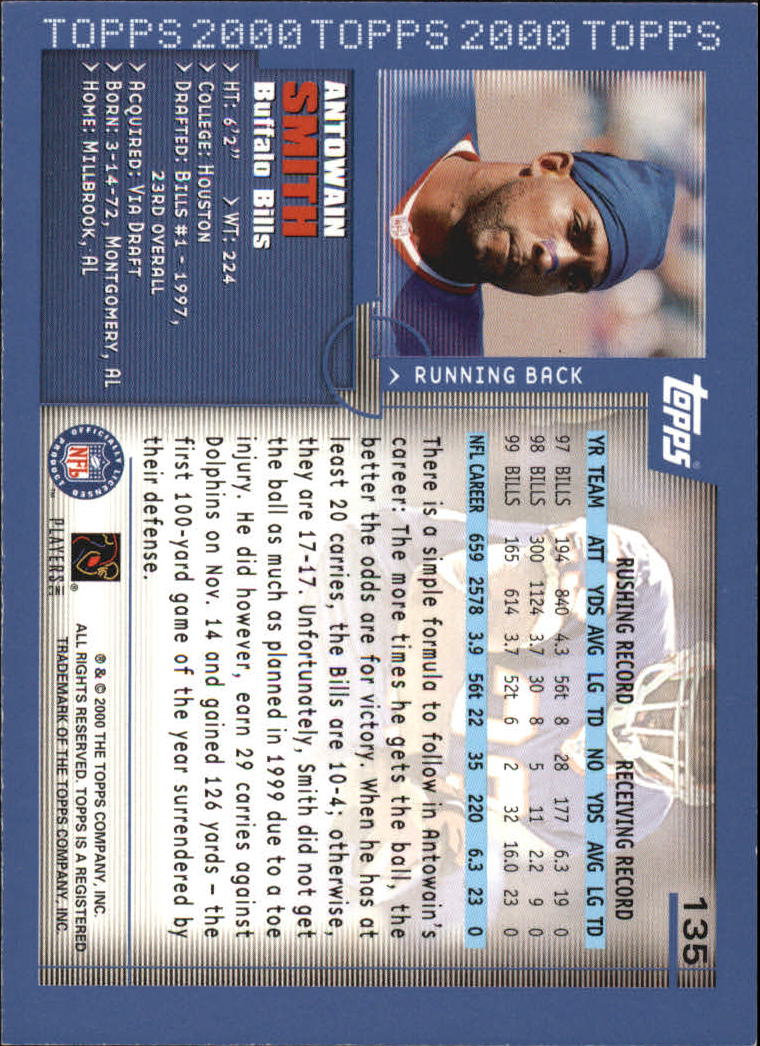 TOPPS 2000 TOPPS 2000 TOPPS
Topps®
135
> RUNNING BACK
ANTOWAIN
SMITH
Buffalo Bills
> HT: 6'2" > WT: 224
> COLLEGE: HOUSTON
> DRAFTED: BILLS #1 - 1997,
23RD OVERALL
> ACQUIRED: VIA DRAFT
> BORN: 3-14-72, MONTGOMERY, AL
> HOME: MILLBROOK, AL
RUSHING RECORD RECEIVING RECORD
YR TEAM ATT YDS AVG LG TD NO YDS AVG LG TD
97 BILLS 194 840 4.3 56t 8 28 177 6.3 19 0
98 BILLS 300 1124 3.7 30 8 5 11 2.2 9 0
99 BILLS 165 614 3.7 52t 6 2 32 16.0 23 0
NFL CAREER 659 2578 3.9 56t 22 35 220 6.3 23 0
There is a simple formula to follow in Antowain's
career: The more times he gets the ball, the
better the odds are for victory. When he has at
least 20 carries, the Bills are 10-4; otherwise,
they are 17-17. Unfortunately, Smith did not get
the ball as much as planned in 1999 due to a toe
injury. He did however, earn 29 carries against
Dolphins on Nov. 14 and gained 126 yards – the
first 100-yard game of the year surrendered by
their defense.
OFFICIALLY LICENSED PRODUCT
NFL
™
PLAYERS INC
®
® & © 2000 THE TOPPS COMPANY, INC.
ALL RIGHTS RESERVED. TOPPS IS A REGISTERED
TRADEMARK OF THE TOPPS COMPANY, INC.